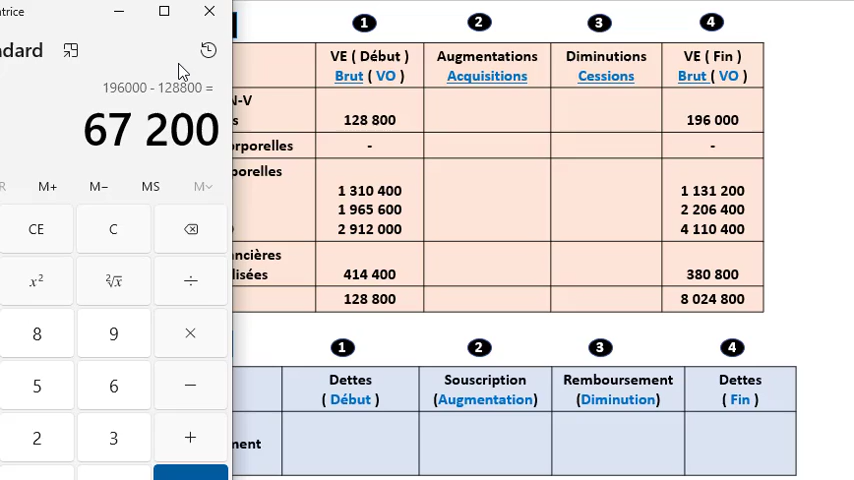 atrice
ndard
196000 - 128800 =
67 200
R M+ M− MS M
CE C
x² ²√x ÷
8 9 ×
5 6 −
2 3 +
1 2 3 4
VE ( Début ) Augmentations Diminutions VE ( Fin )
Brut ( VO ) Acquisitions Cessions Brut ( VO )
N-V
s 128 800 196 000
orporelles - -
porelles
1 310 400 1 131 200
1 965 600 2 206 400
2 912 000 4 110 400
ancières
lisées 414 400 380 800
128 800 8 024 800
1 2 3 4
Dettes Souscription Remboursement Dettes
( Début ) (Augmentation) (Diminution) ( Fin )
ment